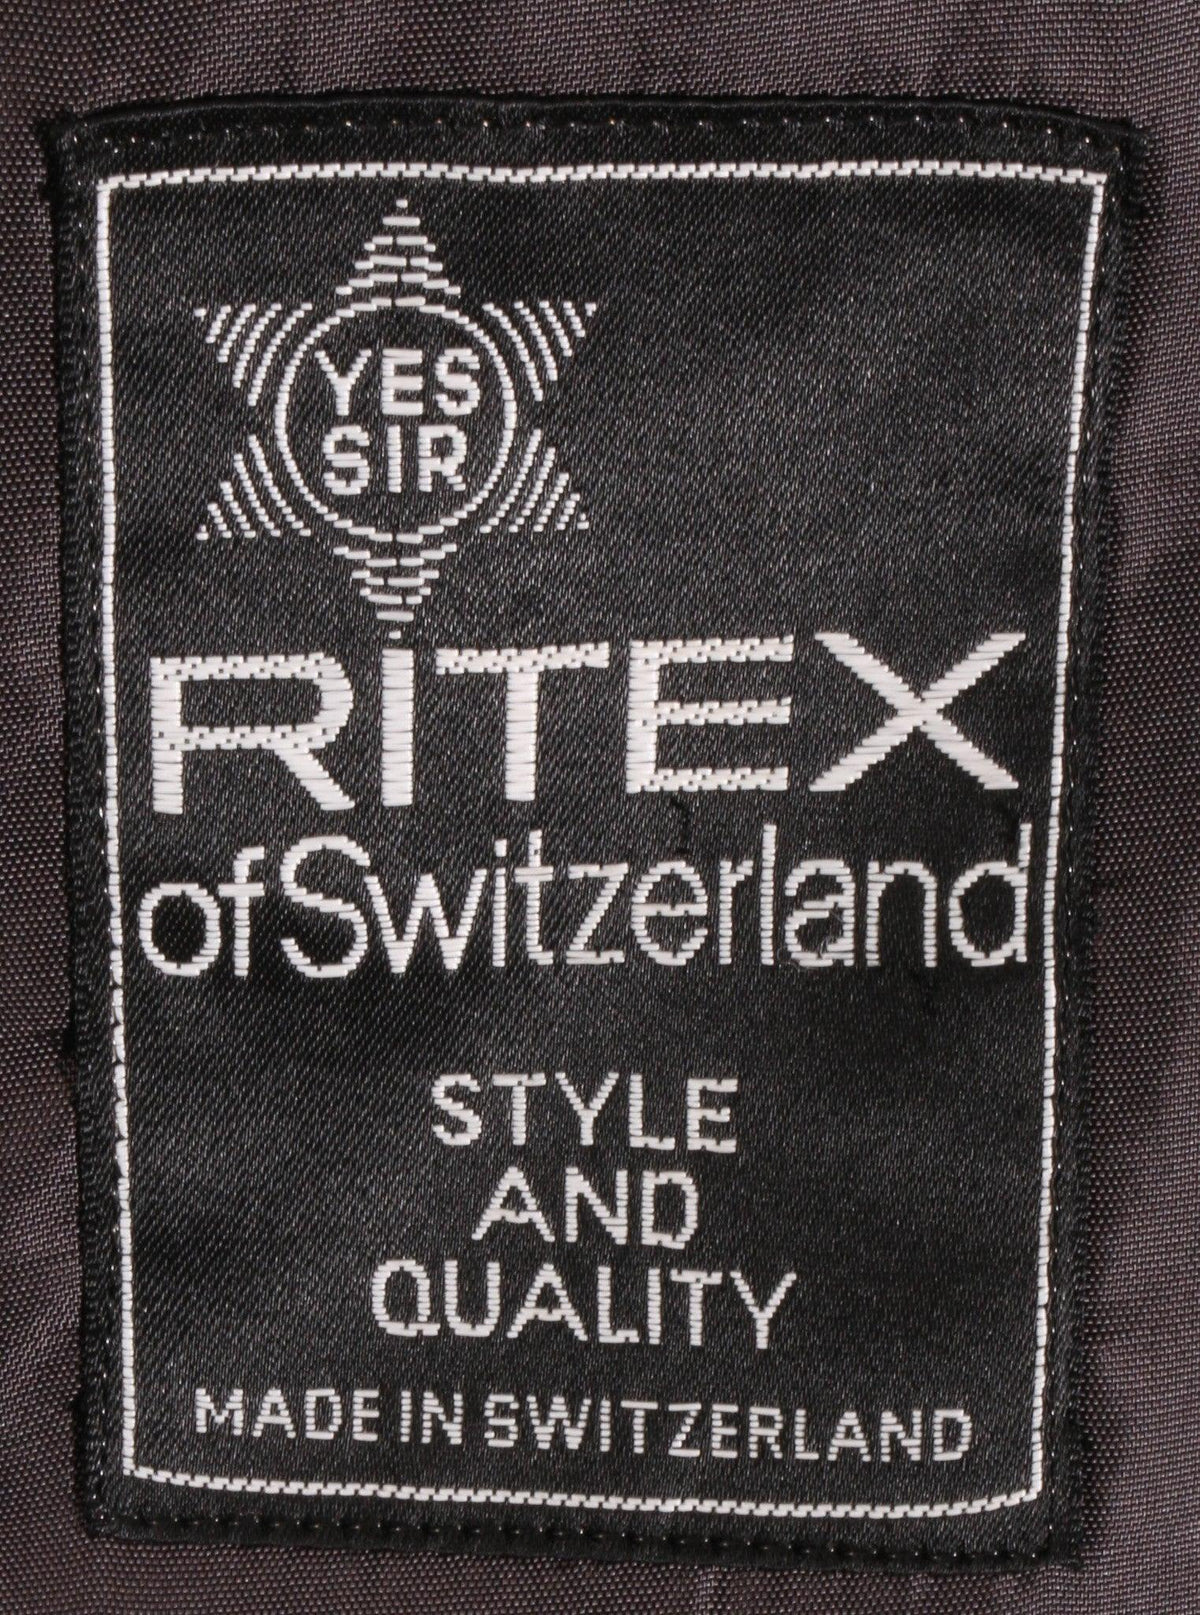 YES
SIR
RITEX
of Switzerland
STYLE
AND
QUALITY
MADE IN SWITZERLAND